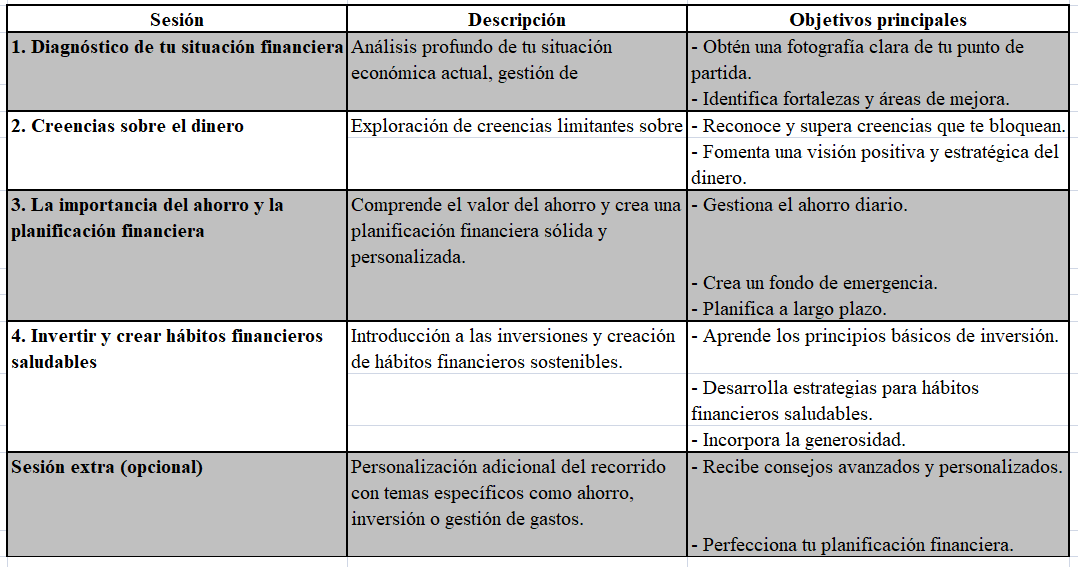 Sesión Descripción Objetivos principales
1. Diagnóstico de tu situación financiera
Análisis profundo de tu situación
económica actual, gestión de
- Obtén una fotografía clara de tu punto de
partida.
- Identifica fortalezas y áreas de mejora.
2. Creencias sobre el dinero
Exploración de creencias limitantes sobre
- Reconoce y supera creencias que te bloquean.
- Fomenta una visión positiva y estratégica del
dinero.
3. La importancia del ahorro y la
planificación financiera
Comprende el valor del ahorro y crea una
planificación financiera sólida y
personalizada.
- Gestiona el ahorro diario.
- Crea un fondo de emergencia.
- Planifica a largo plazo.
4. Invertir y crear hábitos financieros
saludables
Introducción a las inversiones y creación
de hábitos financieros sostenibles.
- Aprende los principios básicos de inversión.
- Desarrolla estrategias para hábitos
financieros saludables.
- Incorpora la generosidad.
Sesión extra (opcional)
Personalización adicional del recorrido
con temas específicos como ahorro,
inversión o gestión de gastos.
- Recibe consejos avanzados y personalizados.
- Perfecciona tu planificación financiera.